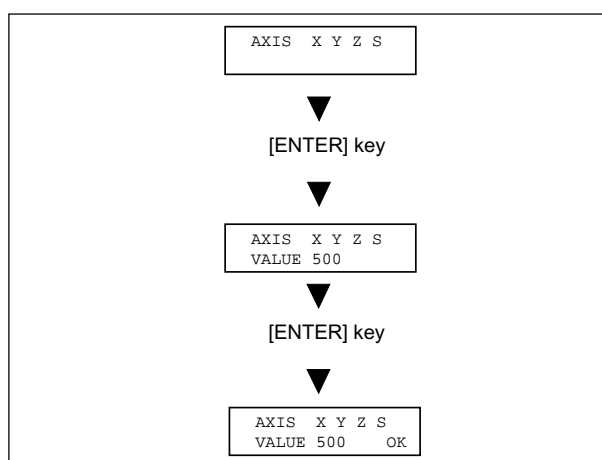 AXIS X Y Z S
[ENTER] key
AXIS X Y Z S
VALUE 500
[ENTER] key
AXIS X Y Z S
VALUE 500 OK